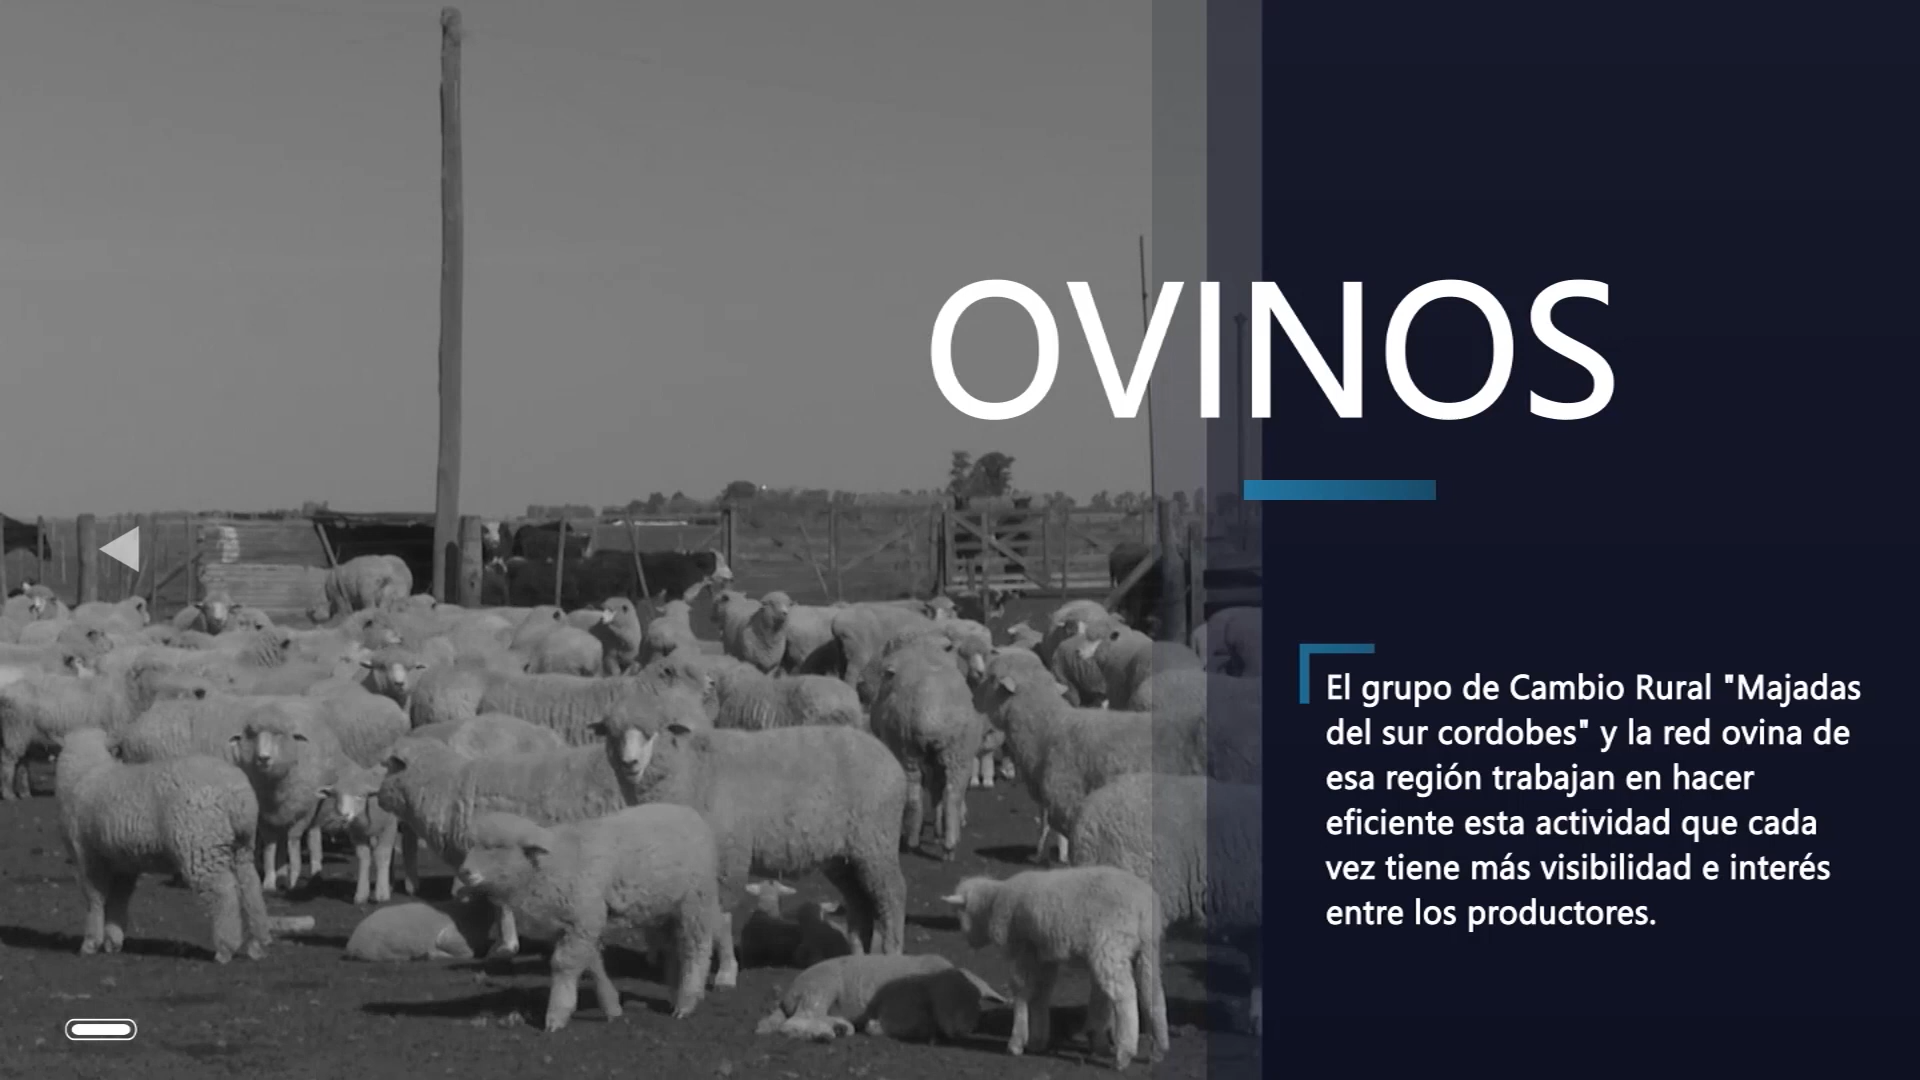 OVINOS
El grupo de Cambio Rural "Majadas
del sur cordobes" y la red ovina de
esa región trabajan en hacer
eficiente esta actividad que cada
vez tiene más visibilidad e interés
entre los productores.